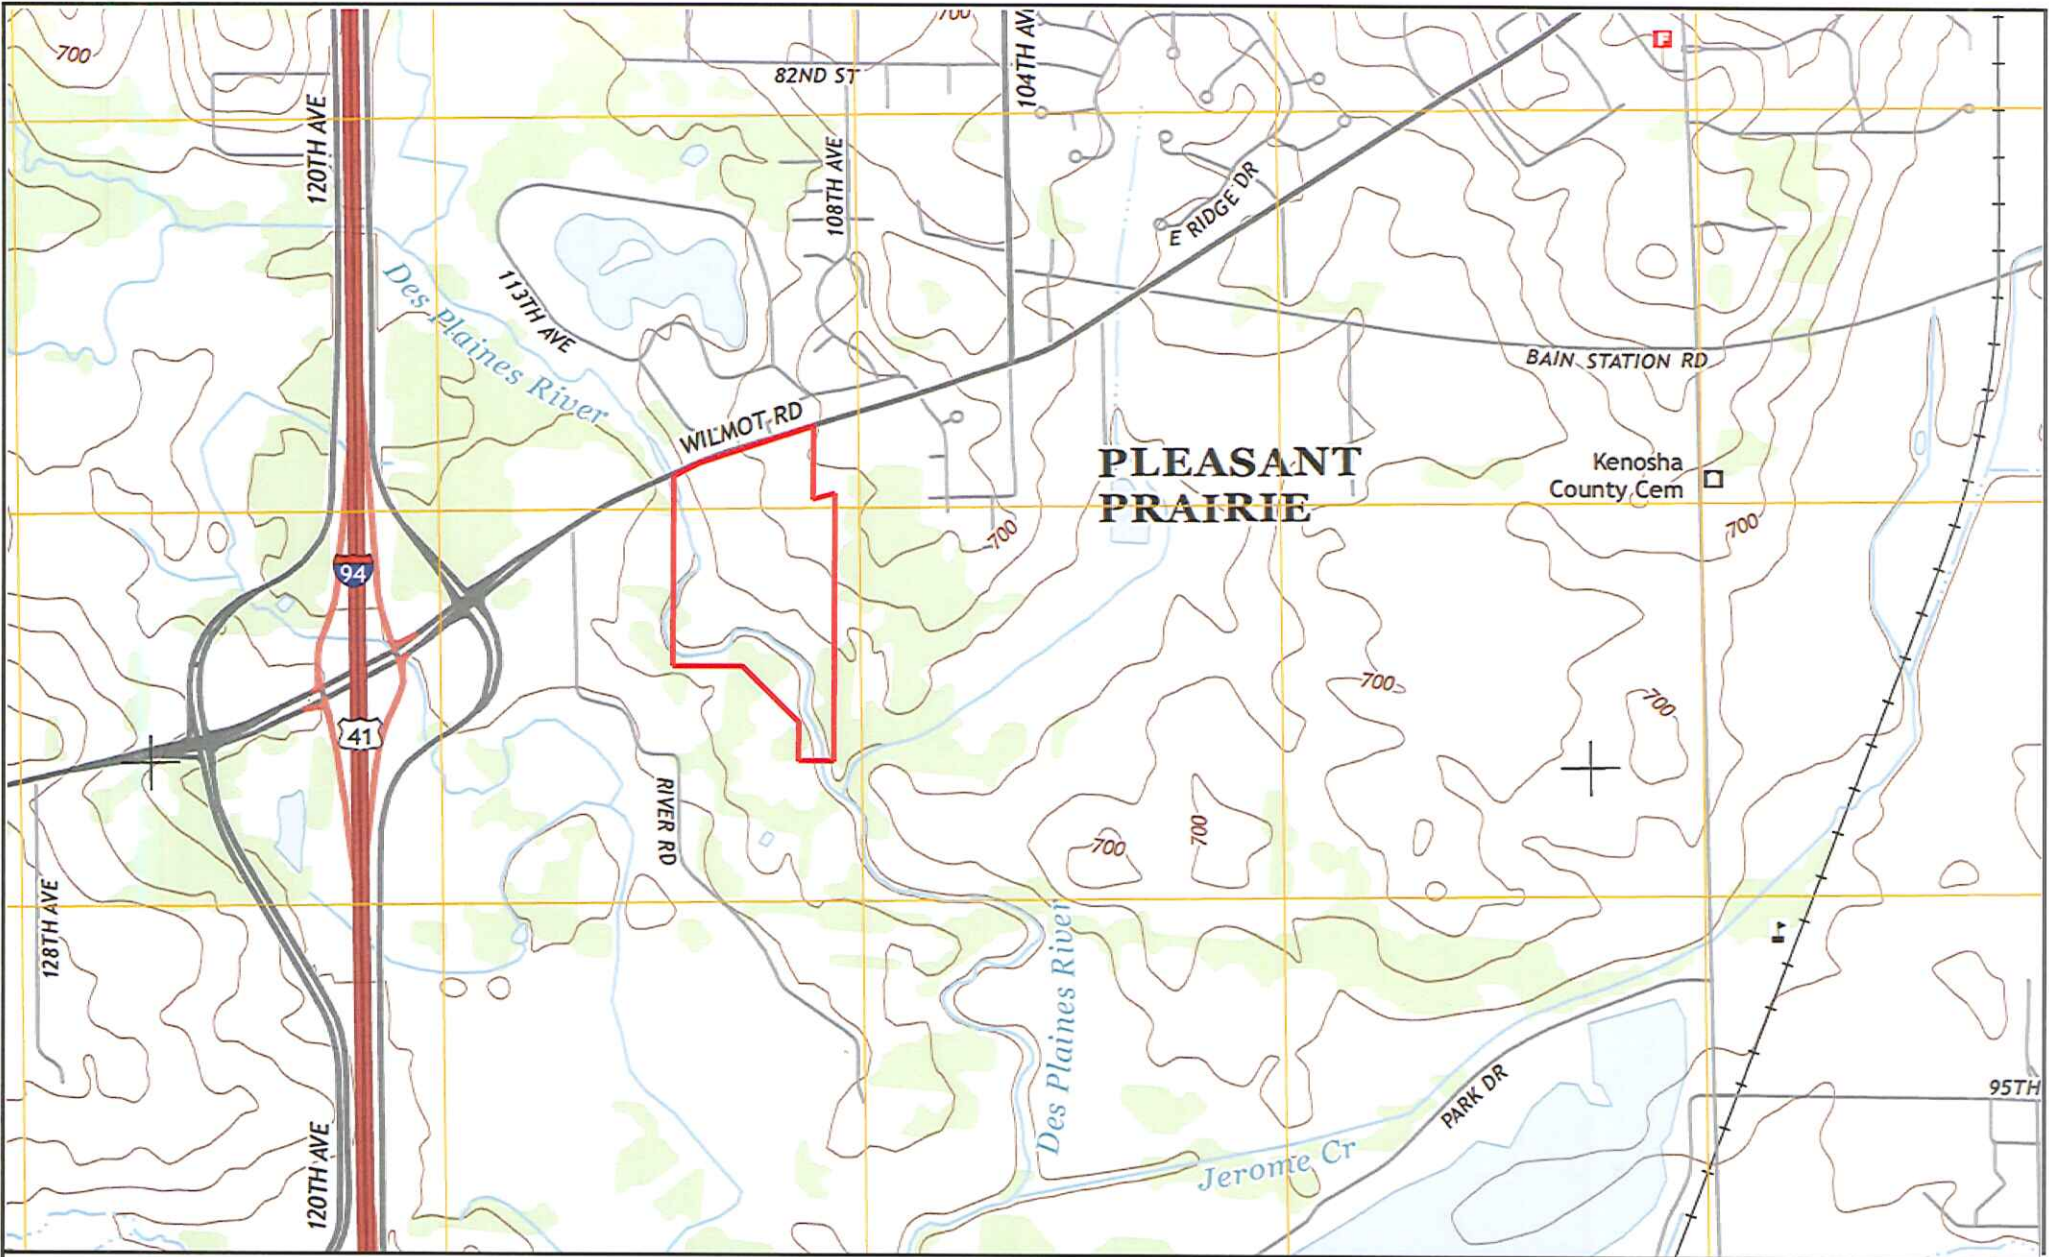 700
700
104TH AVE
82ND ST
120TH AVE
108TH AVE
E RIDGE DR
Des Plaines River
113TH AVE
BAIN STATION RD
WILMOT RD
PLEASANT
PRAIRIE
Kenosha
County Cem
700
700
94
700
700
41
RIVER RD
700
700
128TH AVE
Des Plaines River
PARK DR
95TH
120TH AVE
Jerome Cr
F